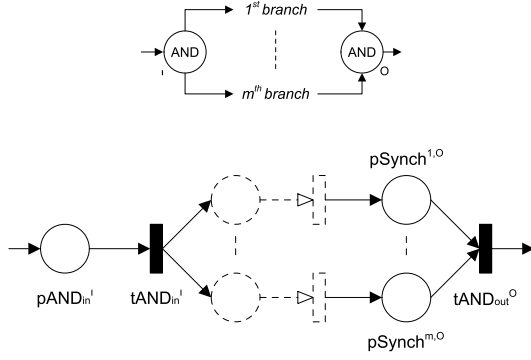 1st branch
AND
AND
I
O
mth branch
pSynch1,O
pANDinI
tANDinI
tANDoutO
pSynchm,O